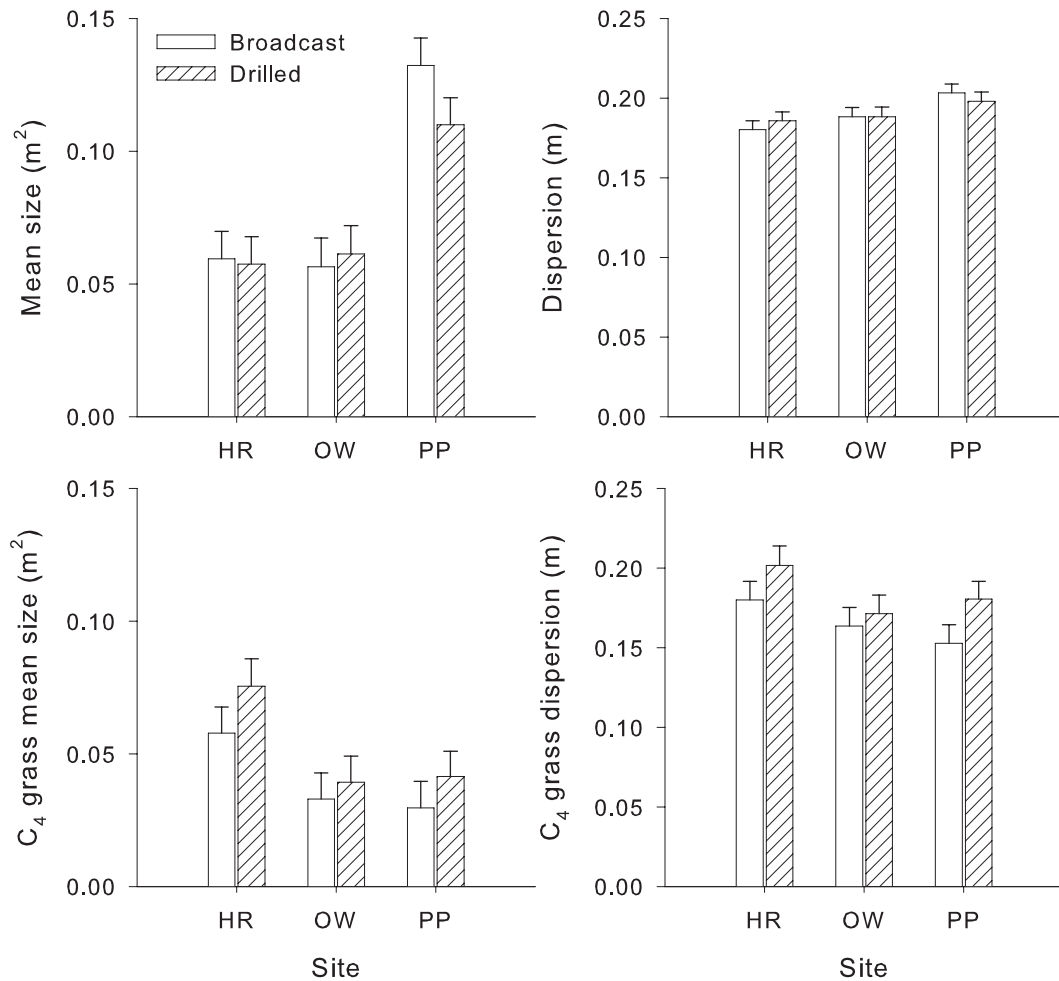 Mean size (m²)
0.15
0.10
0.05
0.00
Broadcast
Drilled
HR OW PP
Dispersion (m)
0.25
0.20
0.15
0.10
0.05
0.00
HR OW PP
C₄ grass mean size (m²)
0.15
0.10
0.05
0.00
HR OW PP
Site
C₄ grass dispersion (m)
0.25
0.20
0.15
0.10
0.05
0.00
HR OW PP
Site